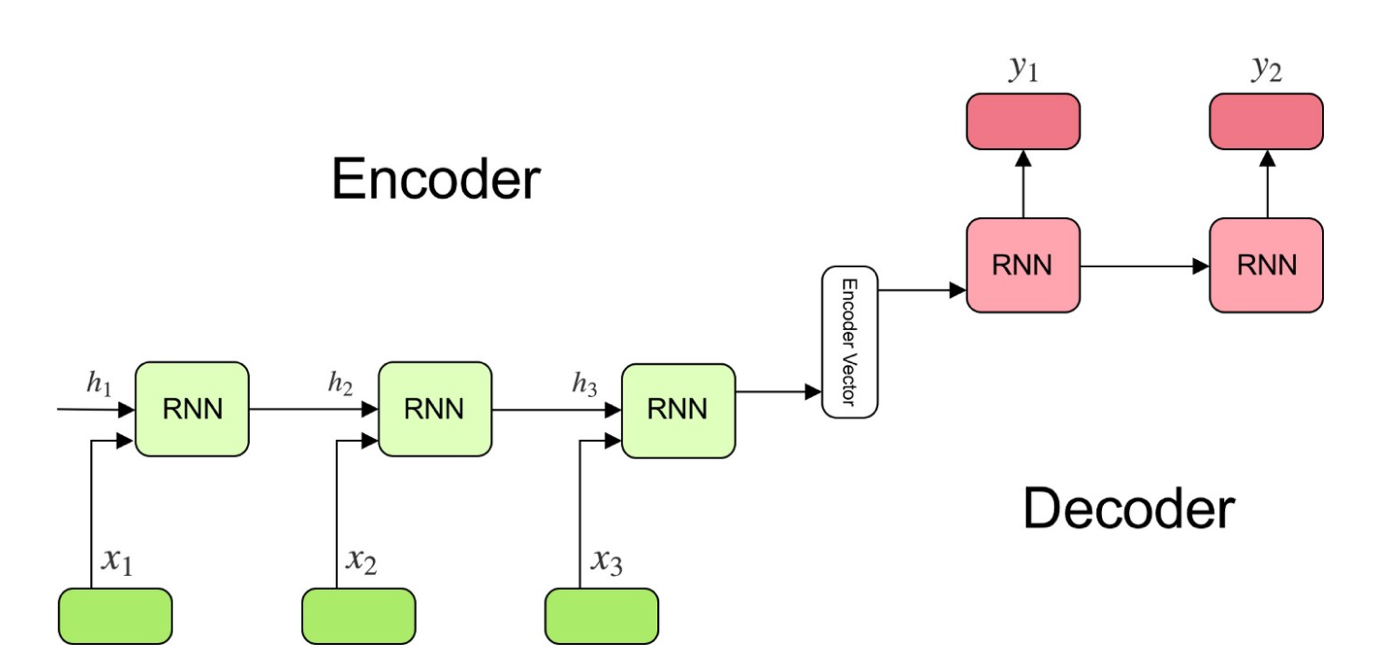 y₁
y₂
Encoder
RNN
RNN
Encoder Vector
h₁
RNN
h₂
RNN
h₃
RNN
Decoder
x₁
x₂
x₃